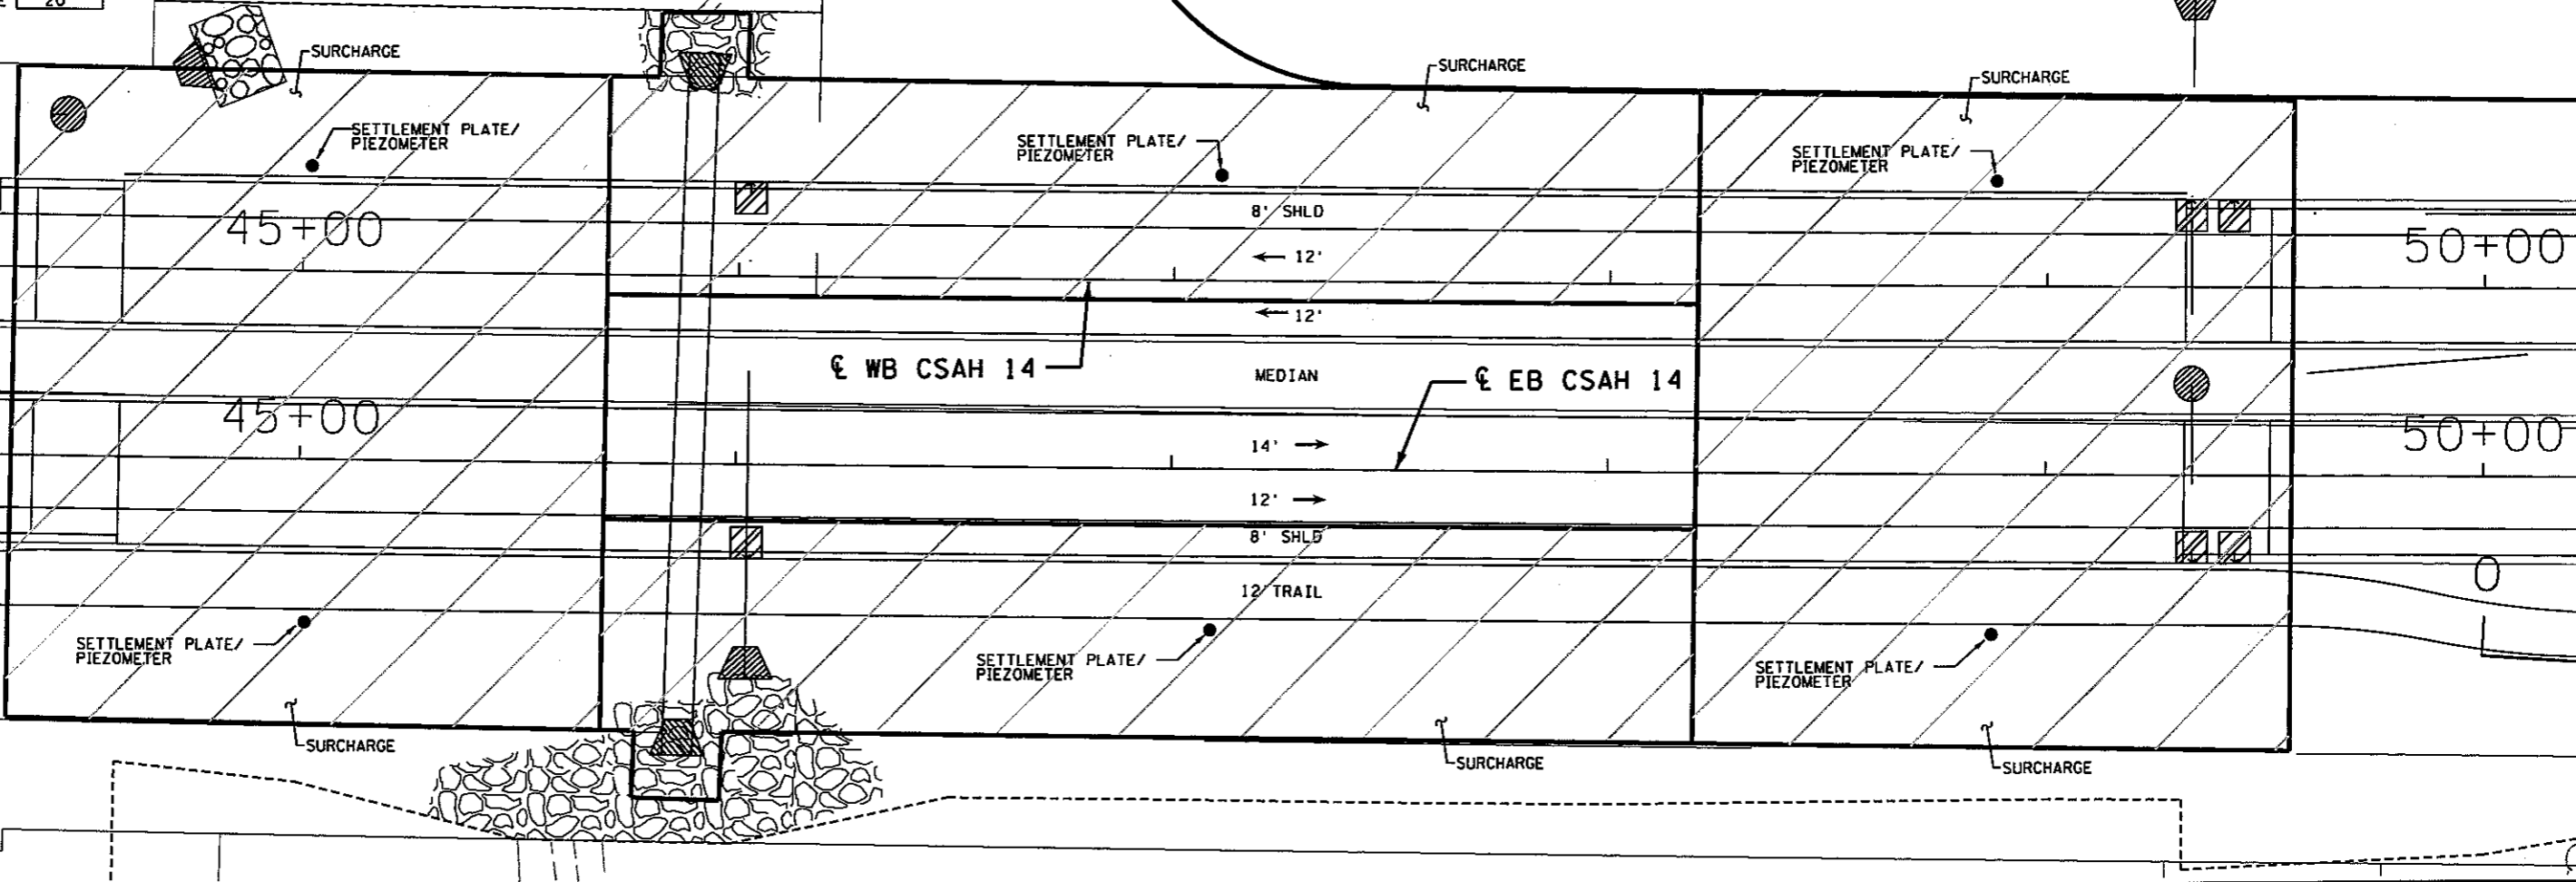 20
SURCHARGE
SURCHARGE
SURCHARGE
SETTLEMENT PLATE/
PIEZOMETER
SETTLEMENT PLATE/
PIEZOMETER
SETTLEMENT PLATE/
PIEZOMETER
45+00
8' SHLD
50+00
← 12'
← 12'
℄ WB CSAH 14
MEDIAN
℄ EB CSAH 14
45+00
14' →
50+00
12' →
8' SHLD
12' TRAIL
0
SETTLEMENT PLATE/
PIEZOMETER
SETTLEMENT PLATE/
PIEZOMETER
SETTLEMENT PLATE/
PIEZOMETER
SURCHARGE
SURCHARGE
SURCHARGE